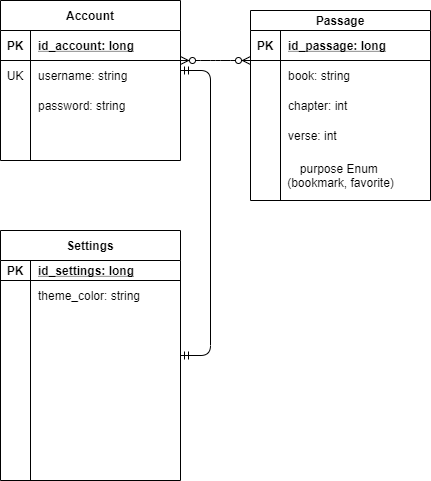 Account
PK id_account: long
UK username: string
password: string
Passage
PK id_passage: long
book: string
chapter: int
verse: int
purpose Enum
(bookmark, favorite)
Settings
PK id_settings: long
theme_color: string